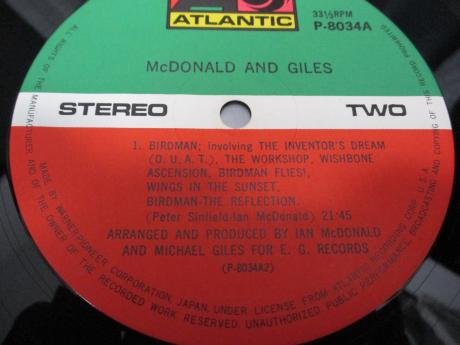 ATLANTIC
33⅓RPM
P-8034A
McDONALD AND GILES
STEREO
TWO
1. BIRDMAN; involving THE INVENTOR'S DREAM
(O.U.A.T.), THE WORKSHOP, WISHBONE
ASCENSION, BIRDMAN FLIES!,
WINGS IN THE SUNSET,
BIRDMAN-THE REFLECTION.
(Peter Sinfield-Ian McDonald) 21:45
ARRANGED AND PRODUCED BY IAN McDONALD
AND MICHAEL GILES FOR E. G. RECORDS
(P-8034A2)
MADE BY WARNER-PIONEER CORPORATION, JAPAN, UNDER LICENSE FROM ATLANTIC RECORDING CORP. U.S.A.
ALL RIGHTS OF THE MANUFACTURER AND OF THE OWNER OF THE RECORDED WORK RESERVED. UNAUTHORIZED PUBLIC PERFORMANCE, BROADCASTING AND COPYING OF THIS RECORD PROHIBITED